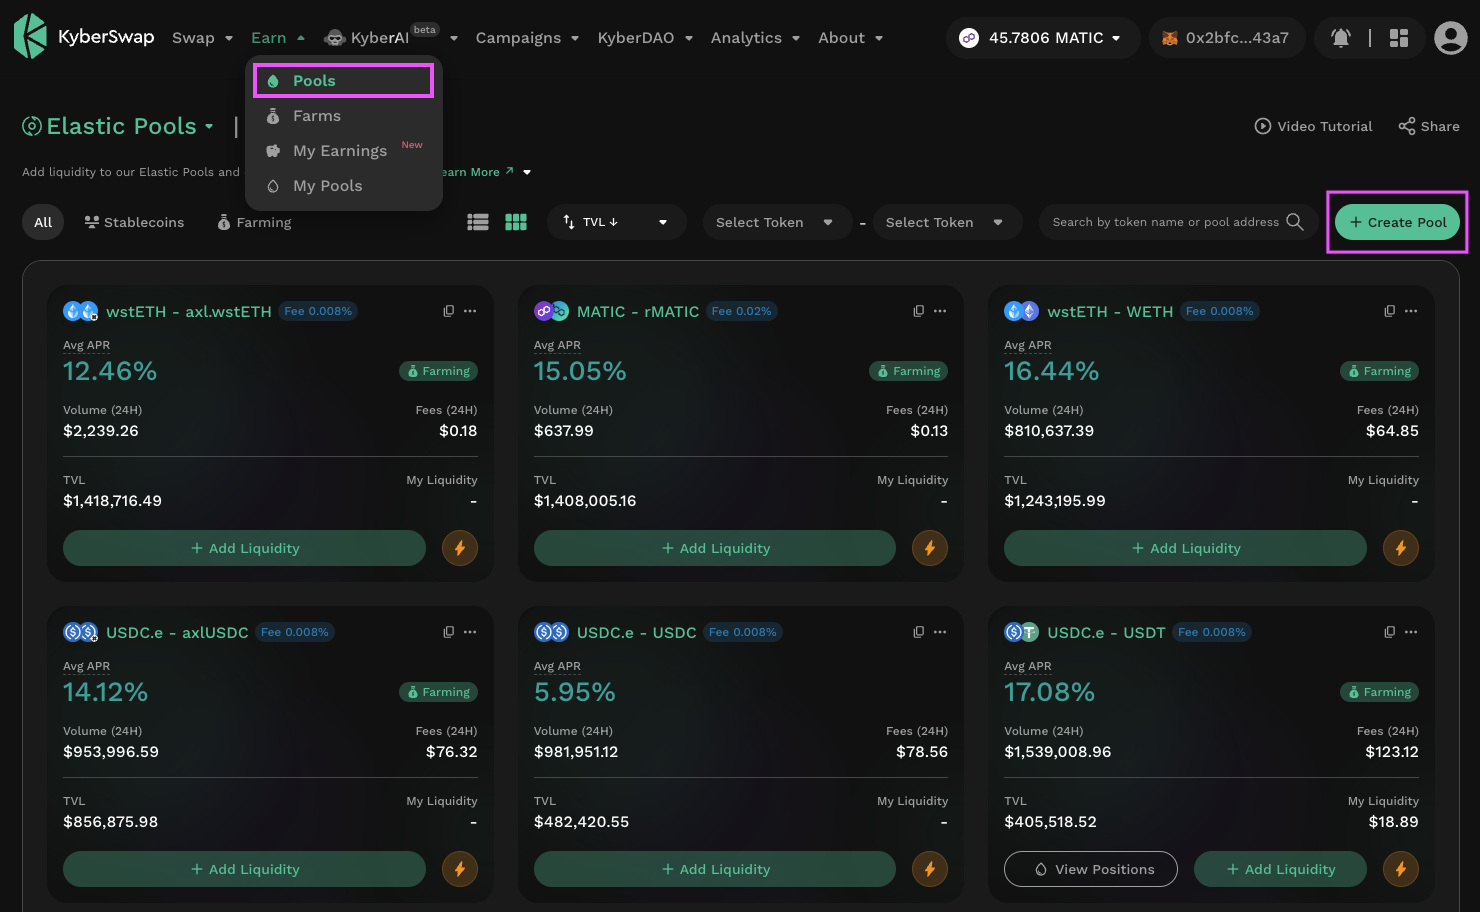 KyberSwap Swap Earn KyberAI beta Campaigns KyberDAO Analytics About 45.7806 MATIC 0x2bfc...43a7
Pools
Farms
My Earnings New
My Pools
Elastic Pools |
Video Tutorial Share
Add liquidity to our Elastic Pools and earn More ↗
All Stablecoins Farming TVL ↓ Select Token - Select Token Search by token name or pool address + Create Pool
wstETH - axl.wstETH Fee 0.008%
Avg APR
12.46% Farming
Volume (24H) Fees (24H)
$2,239.26 $0.18
TVL My Liquidity
$1,418,716.49 -
+ Add Liquidity
MATIC - rMATIC Fee 0.02%
Avg APR
15.05% Farming
Volume (24H) Fees (24H)
$637.99 $0.13
TVL My Liquidity
$1,408,005.16 -
+ Add Liquidity
wstETH - WETH Fee 0.008%
Avg APR
16.44% Farming
Volume (24H) Fees (24H)
$810,637.39 $64.85
TVL My Liquidity
$1,243,195.99 -
+ Add Liquidity
USDC.e - axlUSDC Fee 0.008%
Avg APR
14.12% Farming
Volume (24H) Fees (24H)
$953,996.59 $76.32
TVL My Liquidity
$856,875.98 -
+ Add Liquidity
USDC.e - USDC Fee 0.008%
Avg APR
5.95%
Volume (24H) Fees (24H)
$981,951.12 $78.56
TVL My Liquidity
$482,420.55 -
+ Add Liquidity
USDC.e - USDT Fee 0.008%
Avg APR
17.08% Farming
Volume (24H) Fees (24H)
$1,539,008.96 $123.12
TVL My Liquidity
$405,518.52 $18.89
View Positions + Add Liquidity